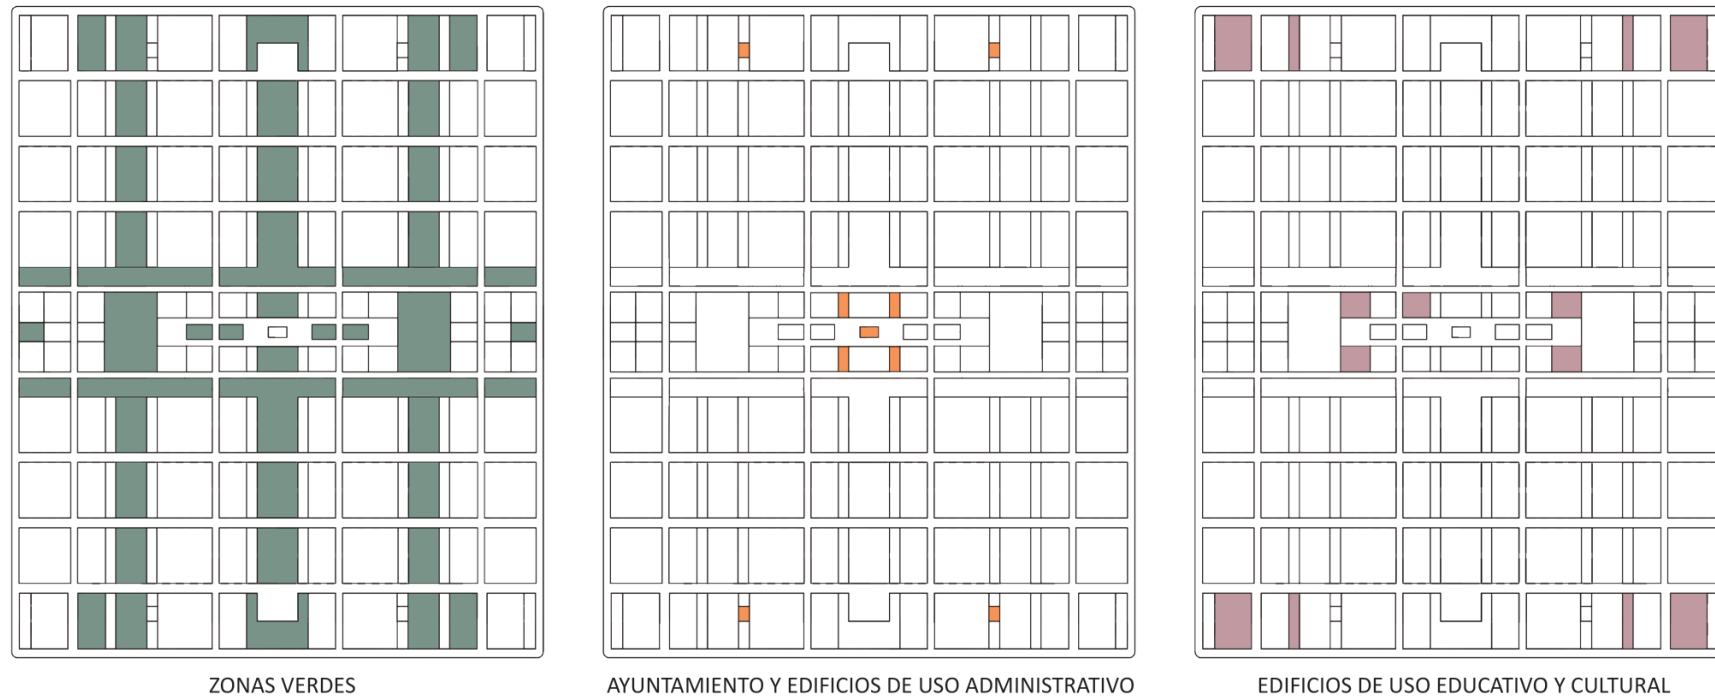 ZONAS VERDES
AYUNTAMIENTO Y EDIFICIOS DE USO ADMINISTRATIVO
EDIFICIOS DE USO EDUCATIVO Y CULTURAL